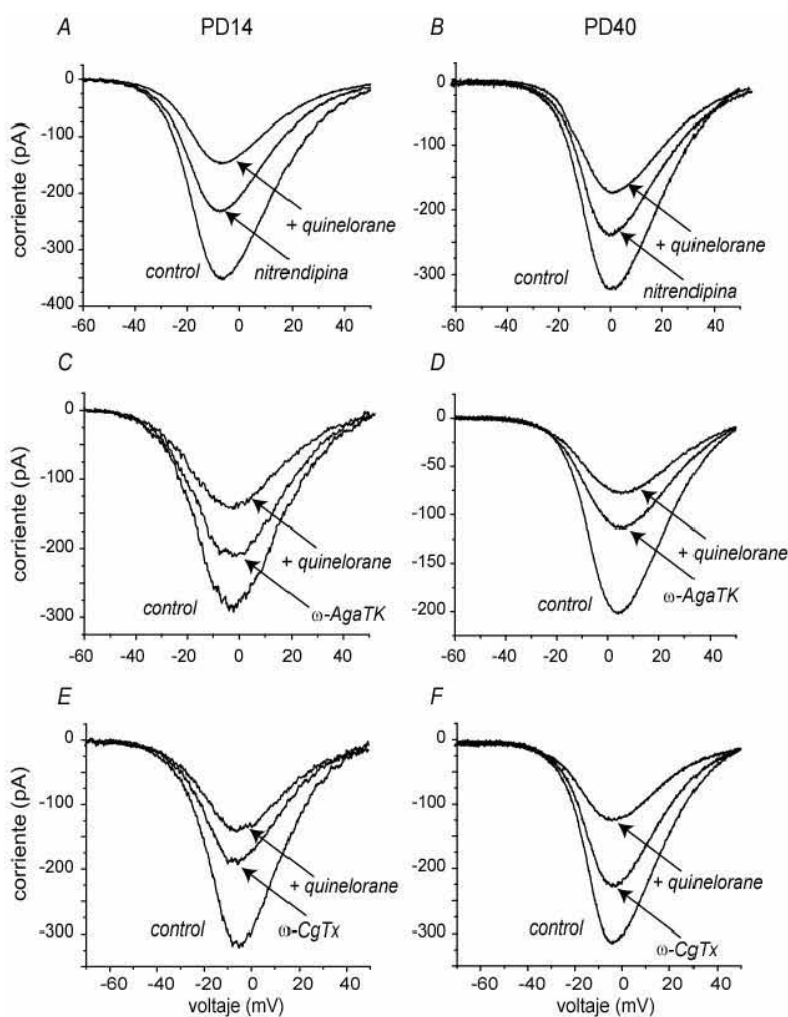 A PD14
0
-100
-200
-300
-400
corriente (pA)
control
+ quinelorane
nitrendipina
-60 -40 -20 0 20 40
B PD40
0
-100
-200
-300
control
+ quinelorane
nitrendipina
-60 -40 -20 0 20 40
C
0
-100
-200
-300
corriente (pA)
control
+ quinelorane
ω-AgaTK
-60 -40 -20 0 20 40
D
0
-50
-100
-150
-200
control
+ quinelorane
ω-AgaTK
-60 -40 -20 0 20 40
E
0
-100
-200
-300
corriente (pA)
control
+ quinelorane
ω-CgTx
-60 -40 -20 0 20 40
voltaje (mV)
F
0
-100
-200
-300
control
+ quinelorane
ω-CgTx
-60 -40 -20 0 20 40
voltaje (mV)